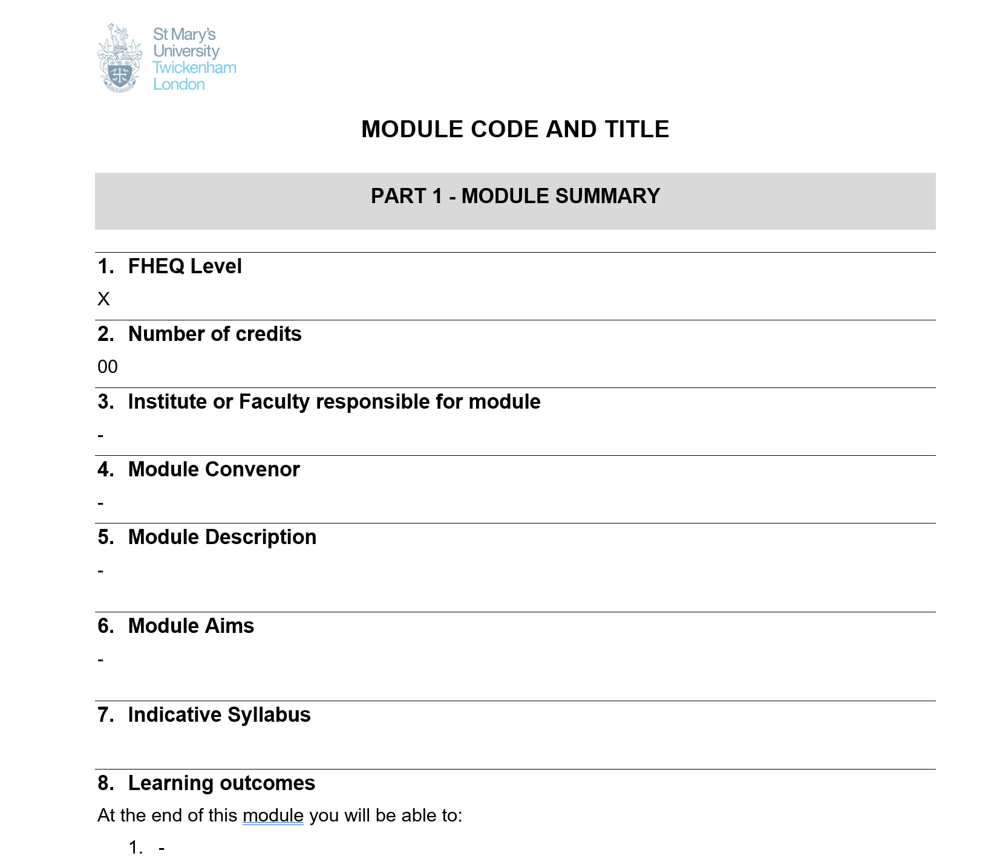 St Mary's
University
Twickenham
London
MODULE CODE AND TITLE
PART 1 - MODULE SUMMARY
1. FHEQ Level
X
2. Number of credits
00
3. Institute or Faculty responsible for module
-
4. Module Convenor
-
5. Module Description
-
6. Module Aims
-
7. Indicative Syllabus
8. Learning outcomes
At the end of this module you will be able to:
1. -